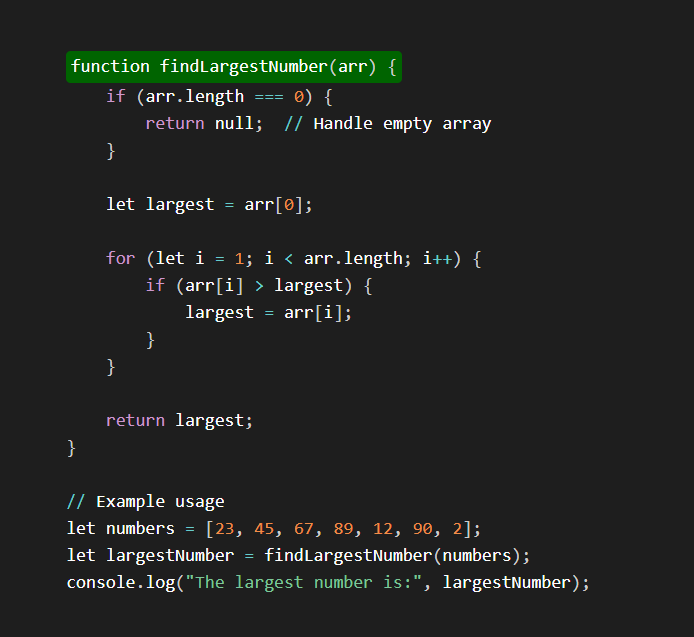 function findLargestNumber(arr) {
    if (arr.length === 0) {
        return null;  // Handle empty array
    }

    let largest = arr[0];

    for (let i = 1; i < arr.length; i++) {
        if (arr[i] > largest) {
            largest = arr[i];
        }
    }

    return largest;
}

// Example usage
let numbers = [23, 45, 67, 89, 12, 90, 2];
let largestNumber = findLargestNumber(numbers);
console.log("The largest number is:", largestNumber);